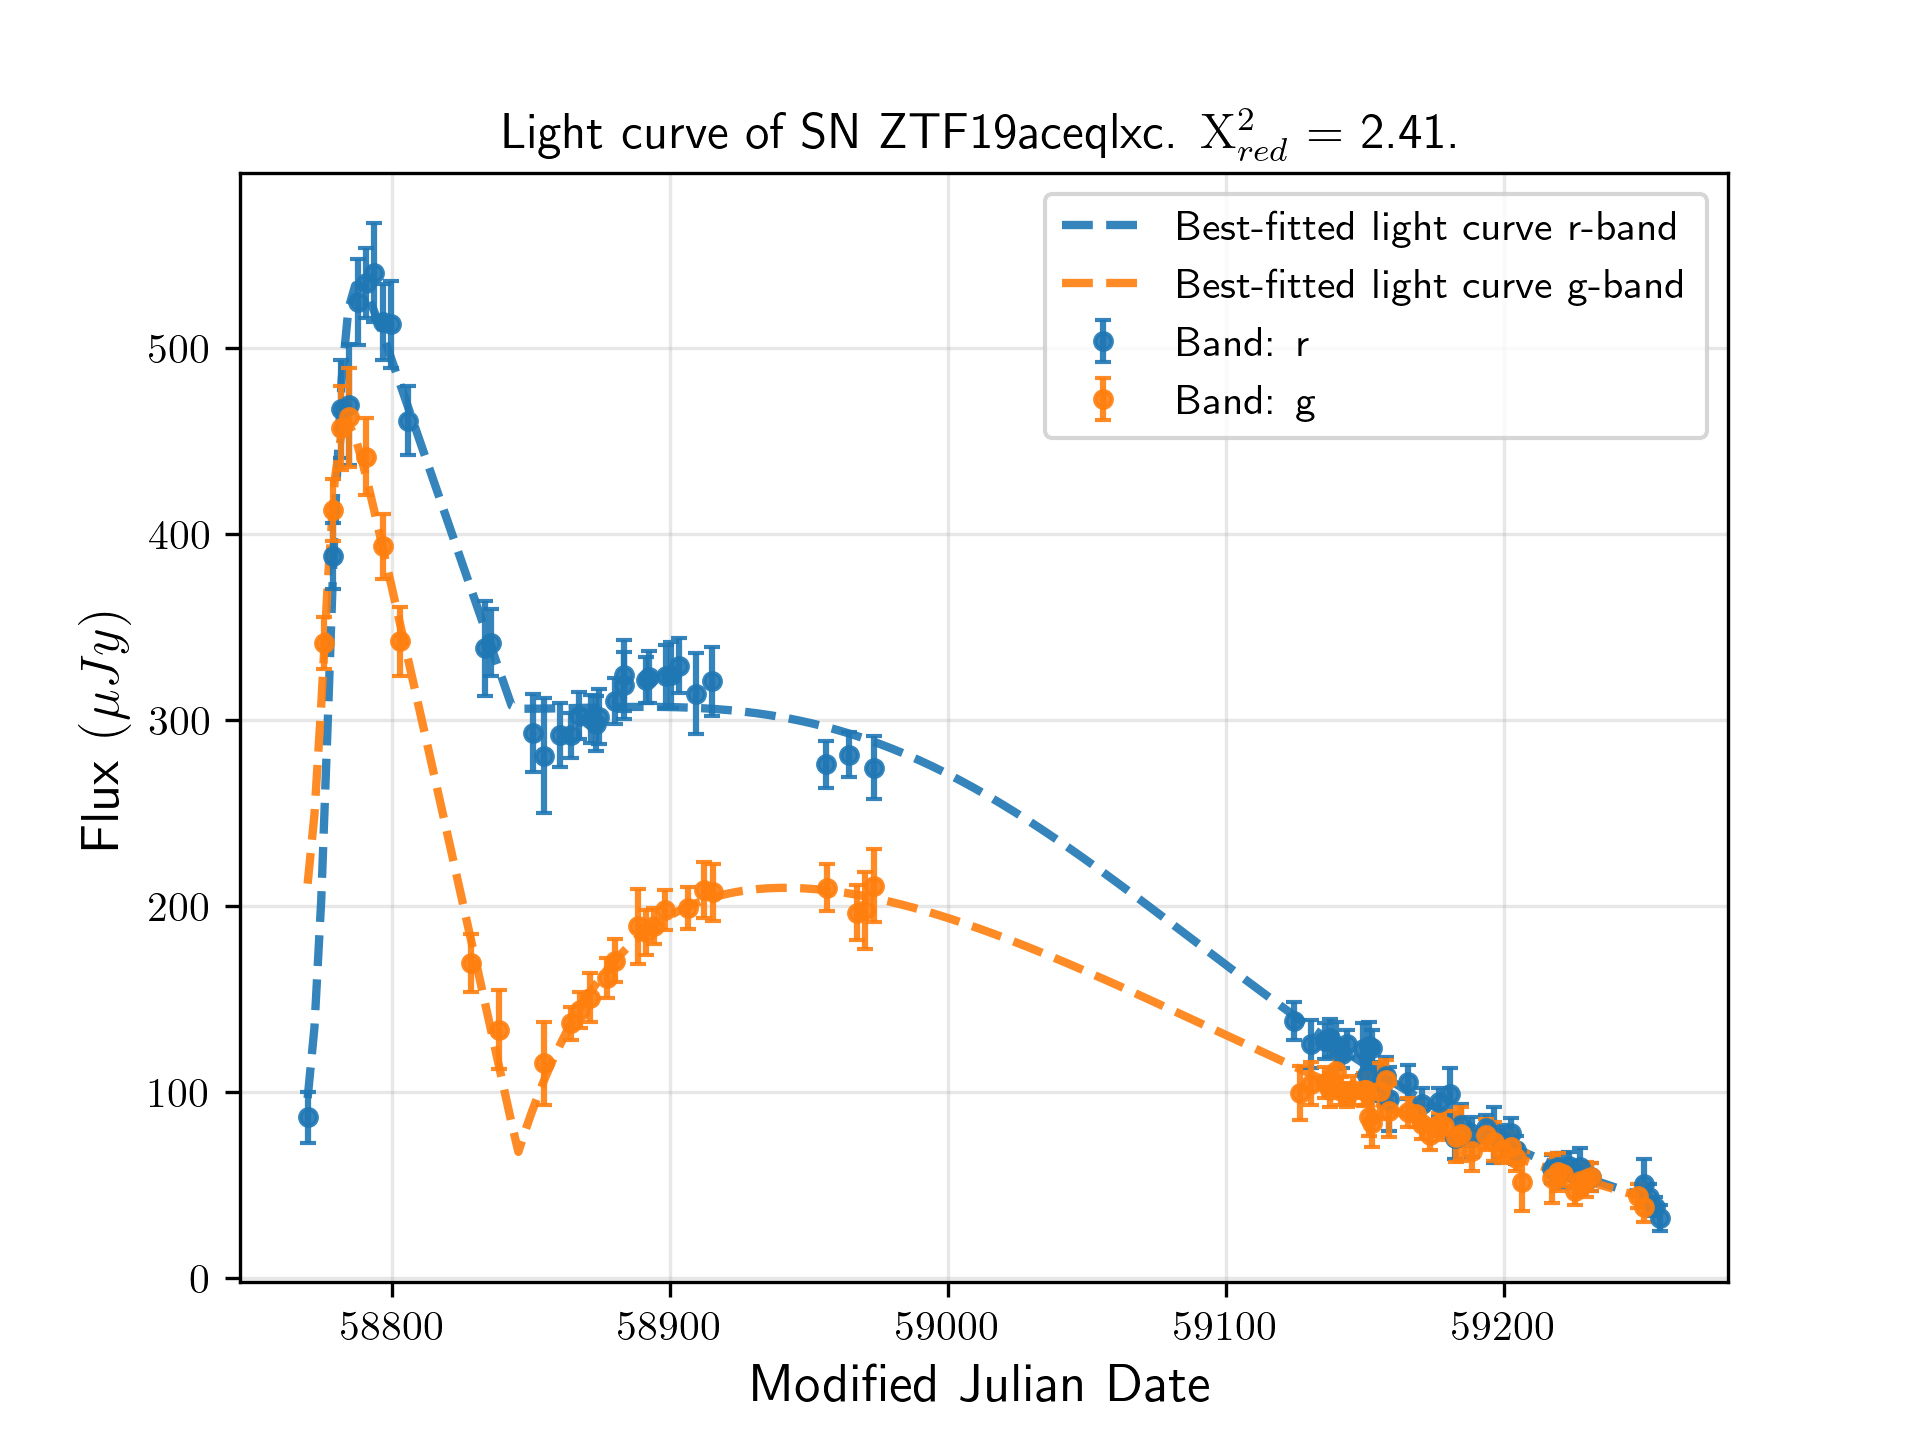 Light curve of SN ZTF19aceqlxc. X²_red = 2.41.
Best-fitted light curve r-band
Best-fitted light curve g-band
Band: r
Band: g
Flux (μJy)
500
400
300
200
100
0
58800 58900 59000 59100 59200
Modified Julian Date